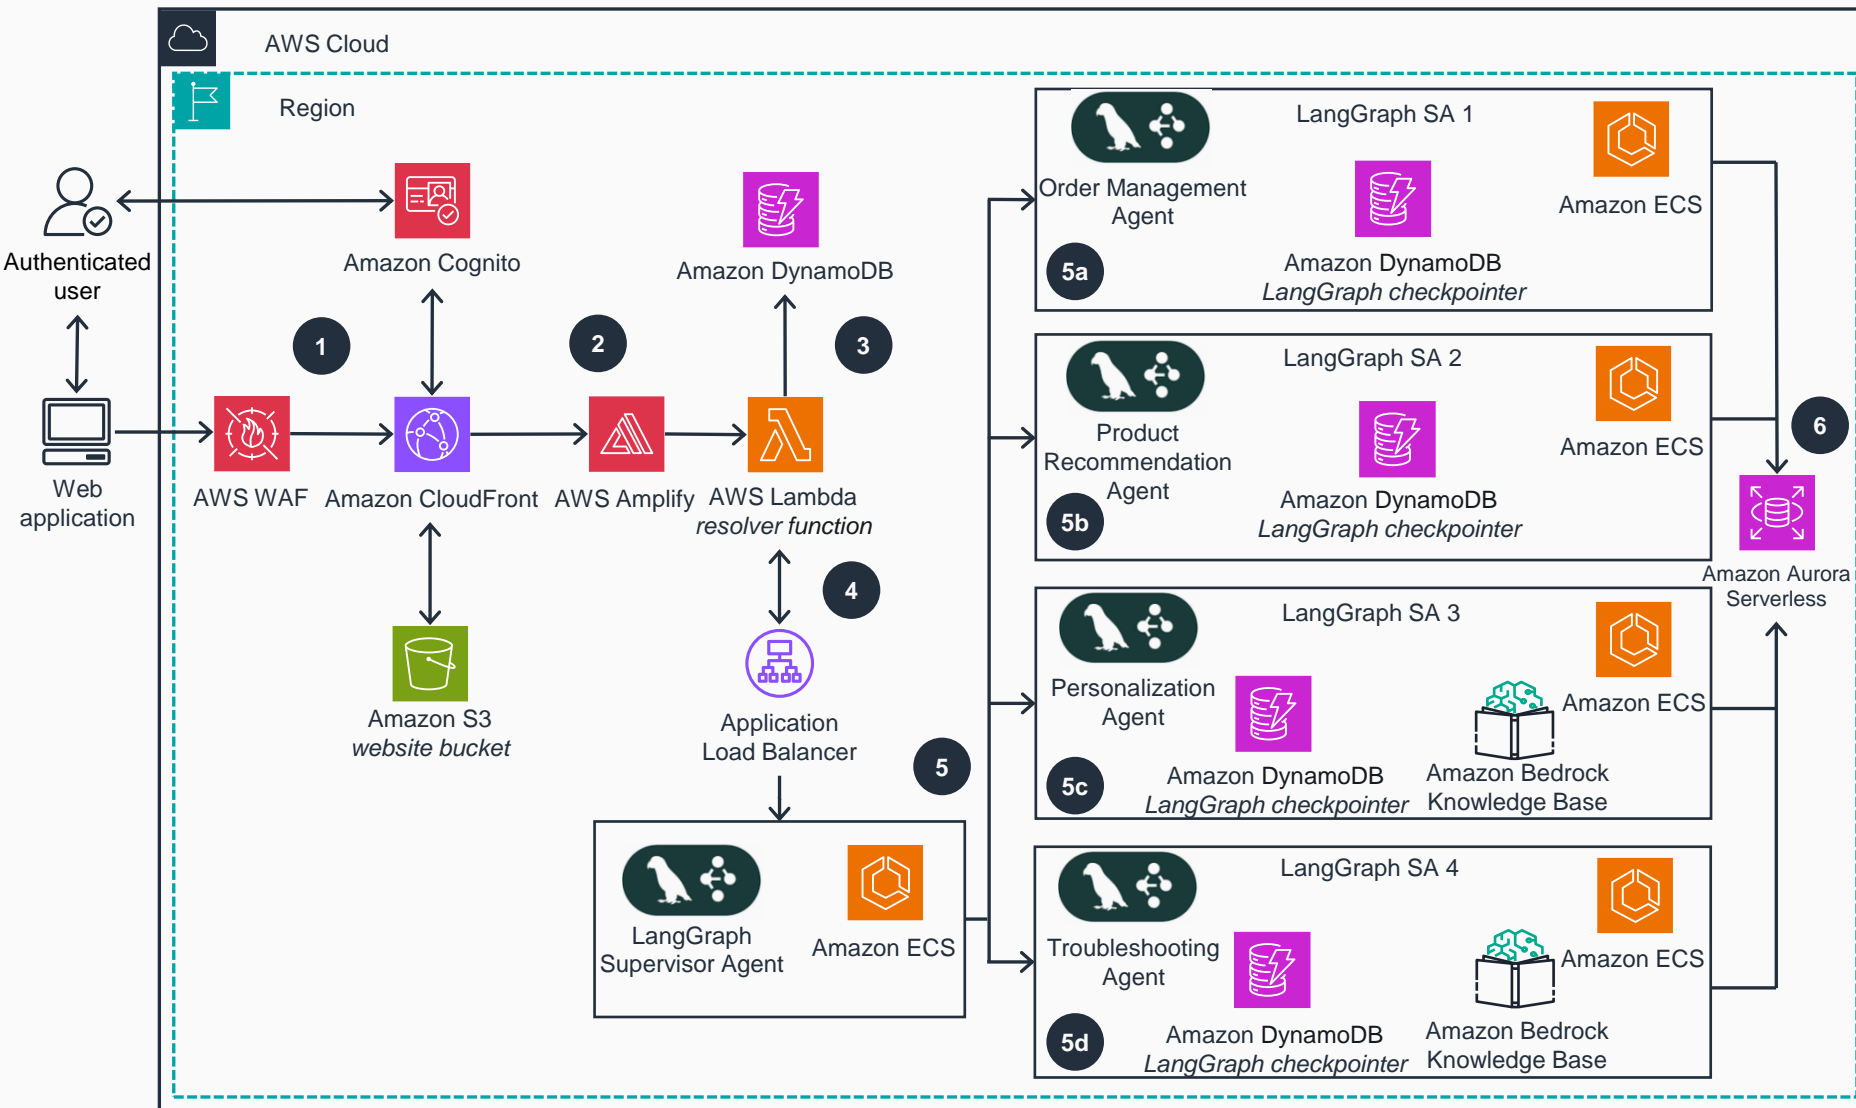 AWS Cloud
Region
Authenticated
user
Web
application
Amazon Cognito
1
AWS WAF
Amazon CloudFront
Amazon S3
website bucket
2
AWS Amplify
Amazon DynamoDB
3
AWS Lambda
resolver function
4
Application
Load Balancer
5
LangGraph
Supervisor Agent
Amazon ECS
LangGraph SA 1
Order Management
Agent
5a
Amazon DynamoDB
LangGraph checkpointer
Amazon ECS
LangGraph SA 2
Product
Recommendation
Agent
5b
Amazon DynamoDB
LangGraph checkpointer
Amazon ECS
LangGraph SA 3
Personalization
Agent
5c
Amazon DynamoDB
LangGraph checkpointer
Amazon Bedrock
Knowledge Base
Amazon ECS
LangGraph SA 4
Troubleshooting
Agent
5d
Amazon DynamoDB
LangGraph checkpointer
Amazon Bedrock
Knowledge Base
Amazon ECS
6
Amazon Aurora
Serverless